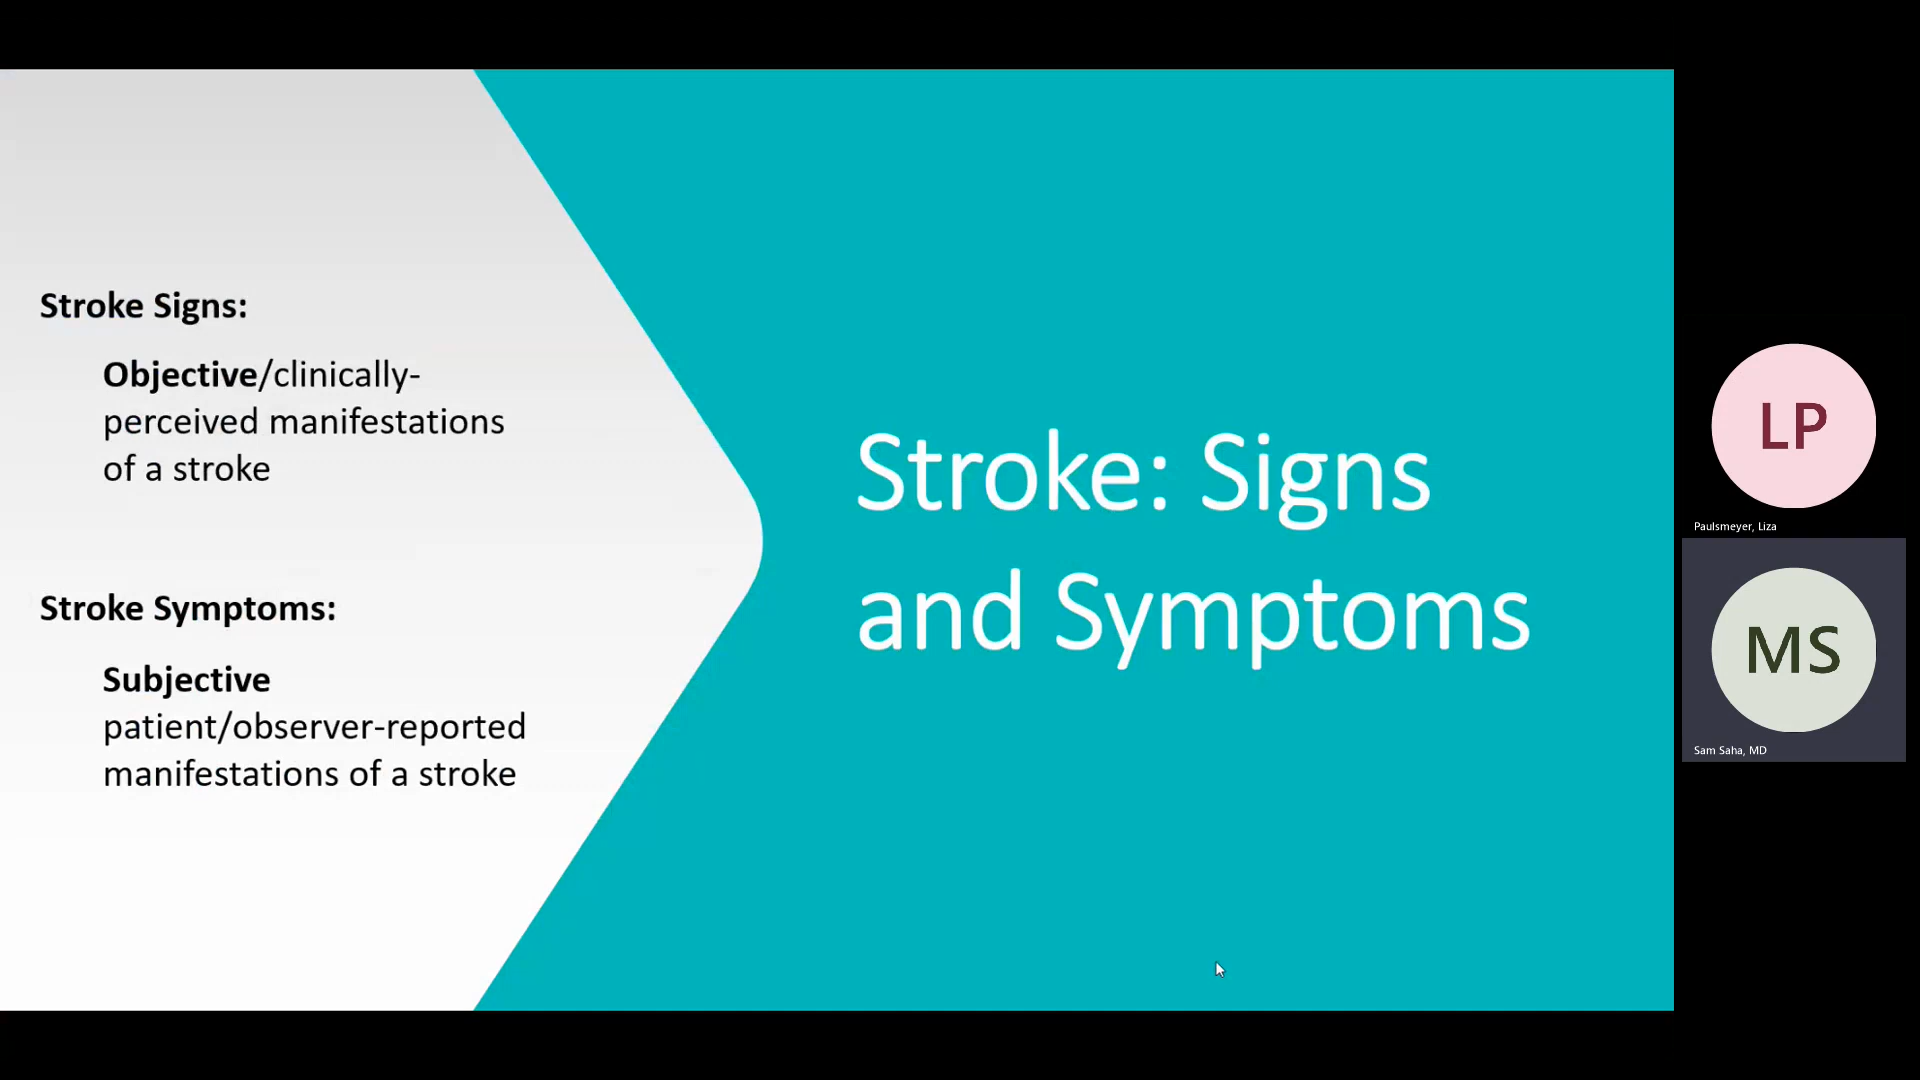 Stroke Signs:
Objective/clinically-
perceived manifestations
of a stroke
Stroke Symptoms:
Subjective
patient/observer-reported
manifestations of a stroke
Stroke: Signs
and Symptoms
LP
Paulsmeyer, Liza
MS
Sam Saha, MD